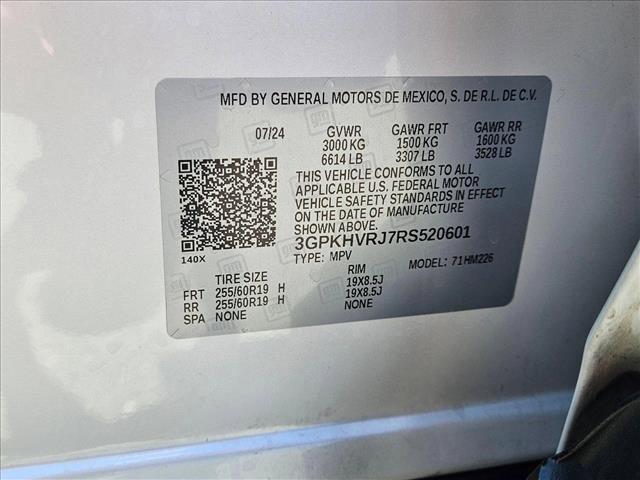 MFD BY GENERAL MOTORS DE MEXICO, S. DE R.L. DE C.V.
07/24 GVWR GAWR FRT GAWR RR
3000 KG 1500 KG 1600 KG
6614 LB 3307 LB 3528 LB
THIS VEHICLE CONFORMS TO ALL
APPLICABLE U.S. FEDERAL MOTOR
VEHICLE SAFETY STANDARDS IN EFFECT
ON THE DATE OF MANUFACTURE
SHOWN ABOVE.
3GPKHVRJ7RS520601
140X
TYPE: MPV MODEL: 71HM226
TIRE SIZE RIM
FRT 255/60R19 H 19X8.5J
RR 255/60R19 H 19X8.5J
SPA NONE NONE